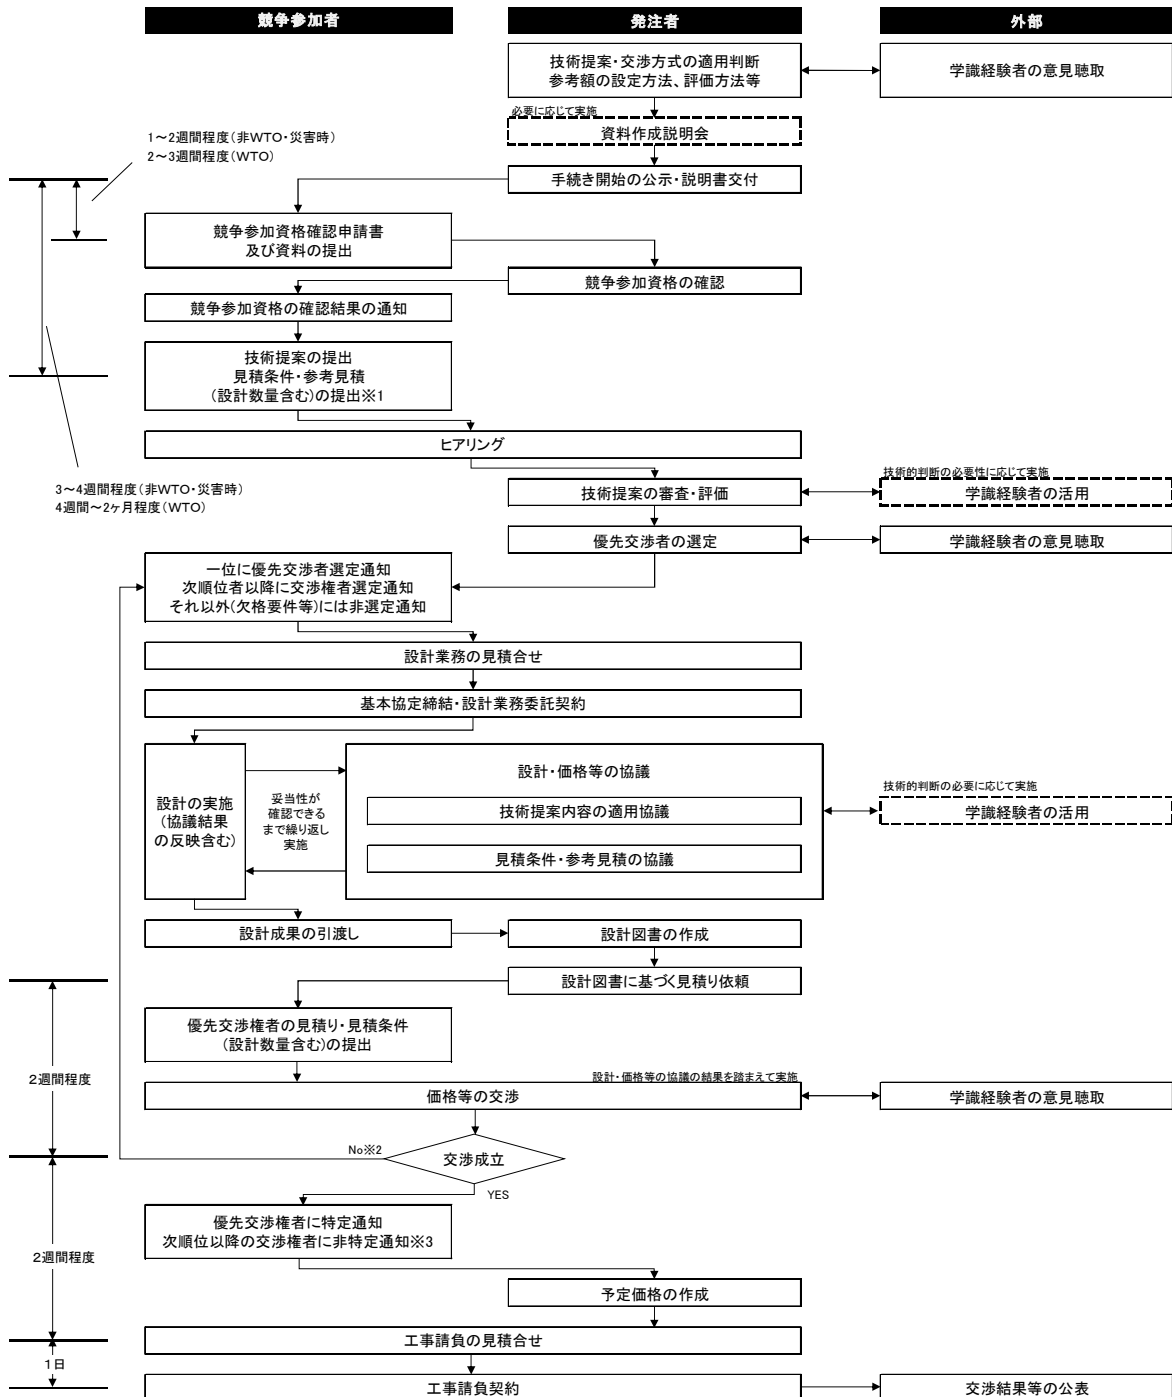 競争参加者
発注者
外部
技術提案・交渉方式の適用判断
参考額の設定方法、評価方法等
学識経験者の意見聴取
必要に応じて実施
資料作成説明会
1～2週間程度(非WTO・災害時)
2～3週間程度(WTO)
手続き開始の公示・説明書交付
競争参加資格確認申請書
及び資料の提出
競争参加資格の確認
競争参加資格の確認結果の通知
技術提案の提出
見積条件・参考見積
(設計数量含む)の提出※1
ヒアリング
3～4週間程度(非WTO・災害時)
4週間～2ヶ月程度(WTO)
技術提案の審査・評価
技術的判断の必要性に応じて実施
学識経験者の活用
優先交渉者の選定
学識経験者の意見聴取
一位に優先交渉者選定通知
次順位者以降に交渉権者選定通知
それ以外(欠格要件等)には非選定通知
設計業務の見積合せ
基本協定締結・設計業務委託契約
設計の実施
(協議結果
の反映含む)
妥当性が
確認できる
まで繰り返し
実施
設計・価格等の協議
技術提案内容の適用協議
見積条件・参考見積の協議
技術的判断の必要に応じて実施
学識経験者の活用
設計成果の引渡し
設計図書の作成
設計図書に基づく見積り依頼
優先交渉権者の見積り・見積条件
(設計数量含む)の提出
2週間程度
設計・価格等の協議の結果を踏まえて実施
価格等の交渉
学識経験者の意見聴取
No※2
交渉成立
YES
優先交渉権者に特定通知
次順位以降の交渉権者に非特定通知※3
2週間程度
予定価格の作成
工事請負の見積合せ
1日
工事請負契約
交渉結果等の公表